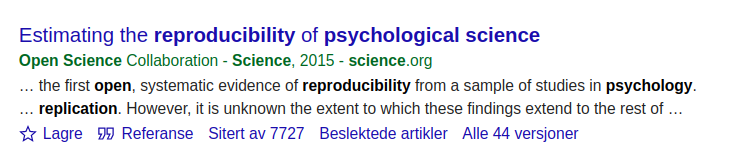 Estimating the reproducibility of psychological science
Open Science Collaboration - Science, 2015 - science.org
… the first open, systematic evidence of reproducibility from a sample of studies in psychology.
… replication. However, it is unknown the extent to which these findings extend to the rest of …
Lagre Referanse Sitert av 7727 Beslektede artikler Alle 44 versjoner